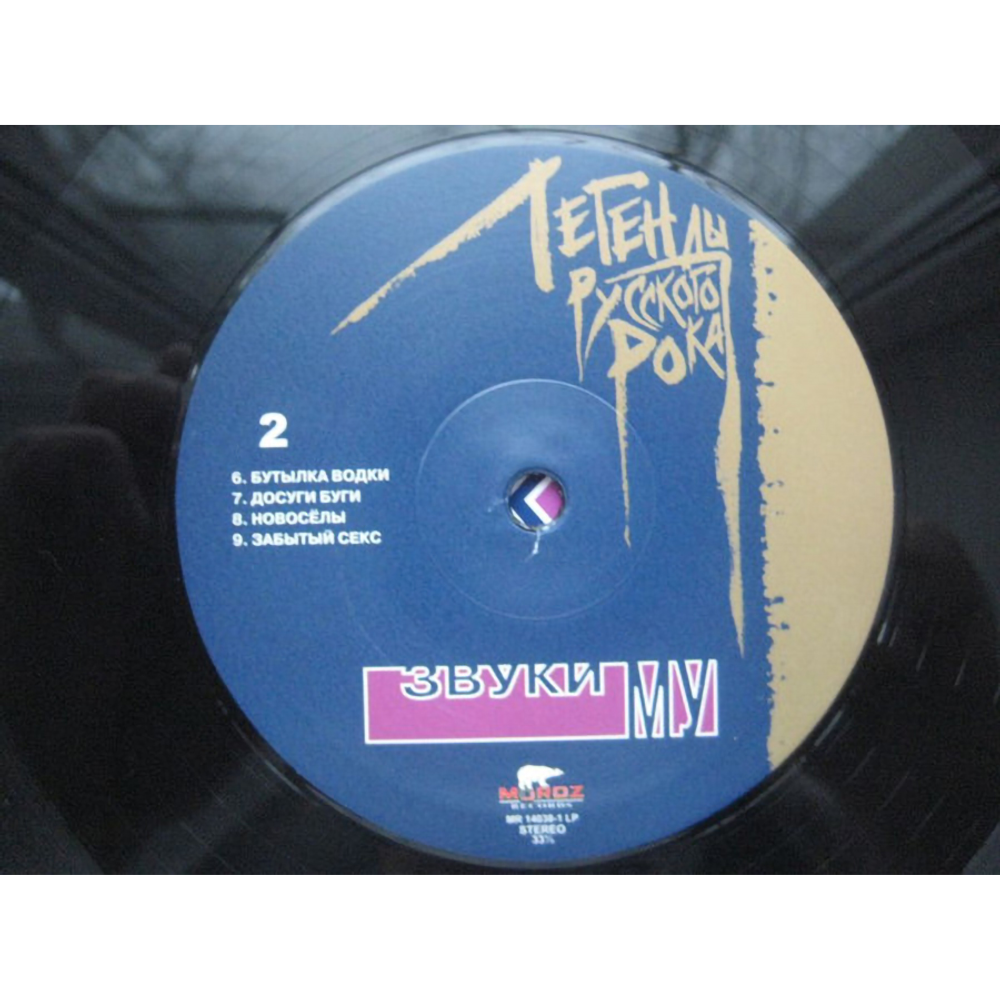 ЛЕГЕНДЫ
РУССКОГО
РОКА
2
6. БУТЫЛКА ВОДКИ
7. ДОСУГИ БУГИ
8. НОВОСЁЛЫ
9. ЗАБЫТЫЙ СЕКС
ЗВУКИ МУ
MOROZ
RECORDS
MR 14038-1 LP
STEREO
33⅓